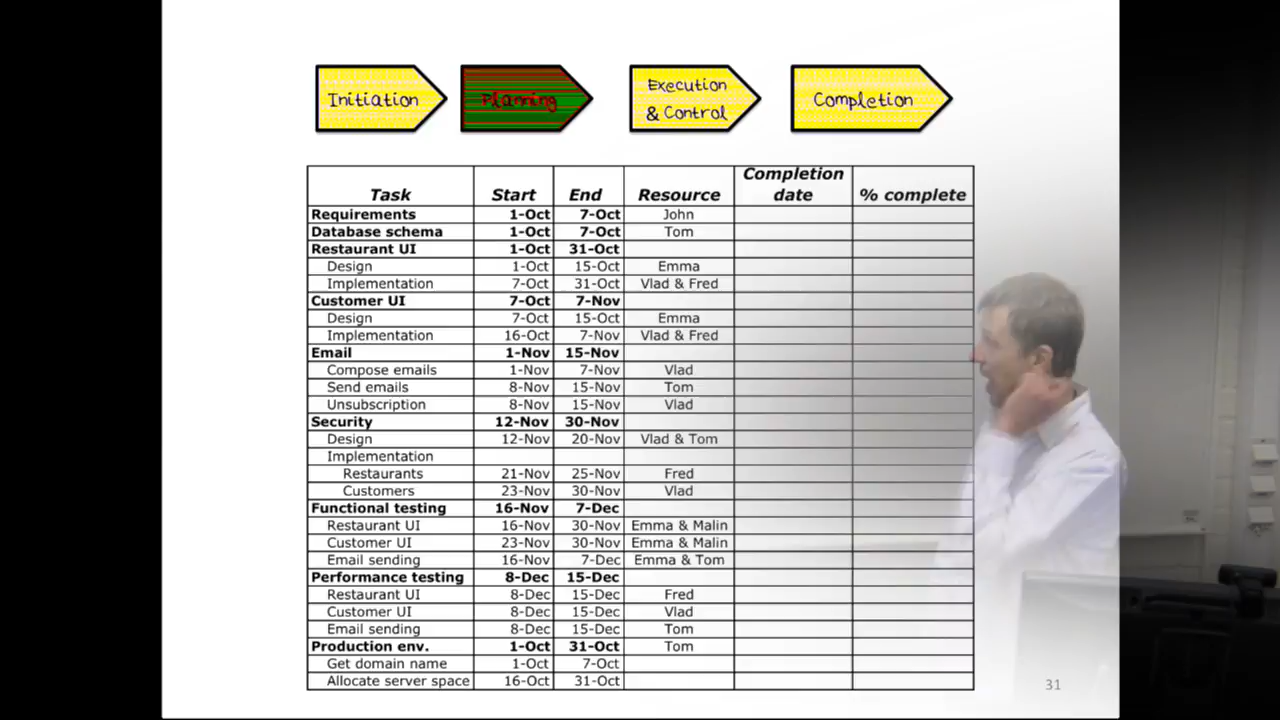 Initiation
Planning
Execution
& Control
Completion
Task Start End Resource Completion date % complete
Requirements 1-Oct 7-Oct John
Database schema 1-Oct 7-Oct Tom
Restaurant UI 1-Oct 31-Oct
Design 1-Oct 15-Oct Emma
Implementation 7-Oct 31-Oct Vlad & Fred
Customer UI 7-Oct 7-Nov
Design 7-Oct 15-Oct Emma
Implementation 16-Oct 7-Nov Vlad & Fred
Email 1-Nov 15-Nov
Compose emails 1-Nov 7-Nov Vlad
Send emails 8-Nov 15-Nov Tom
Unsubscription 8-Nov 15-Nov Vlad
Security 12-Nov 30-Nov
Design 12-Nov 20-Nov Vlad & Tom
Implementation
Restaurants 21-Nov 25-Nov Fred
Customers 23-Nov 30-Nov Vlad
Functional testing 16-Nov 7-Dec
Restaurant UI 16-Nov 30-Nov Emma & Malin
Customer UI 23-Nov 30-Nov Emma & Malin
Email sending 16-Nov 7-Dec Emma & Tom
Performance testing 8-Dec 15-Dec
Restaurant UI 8-Dec 15-Dec Fred
Customer UI 8-Dec 15-Dec Vlad
Email sending 8-Dec 15-Dec Tom
Production env. 1-Oct 31-Oct Tom
Get domain name 1-Oct 7-Oct
Allocate server space 16-Oct 31-Oct
31